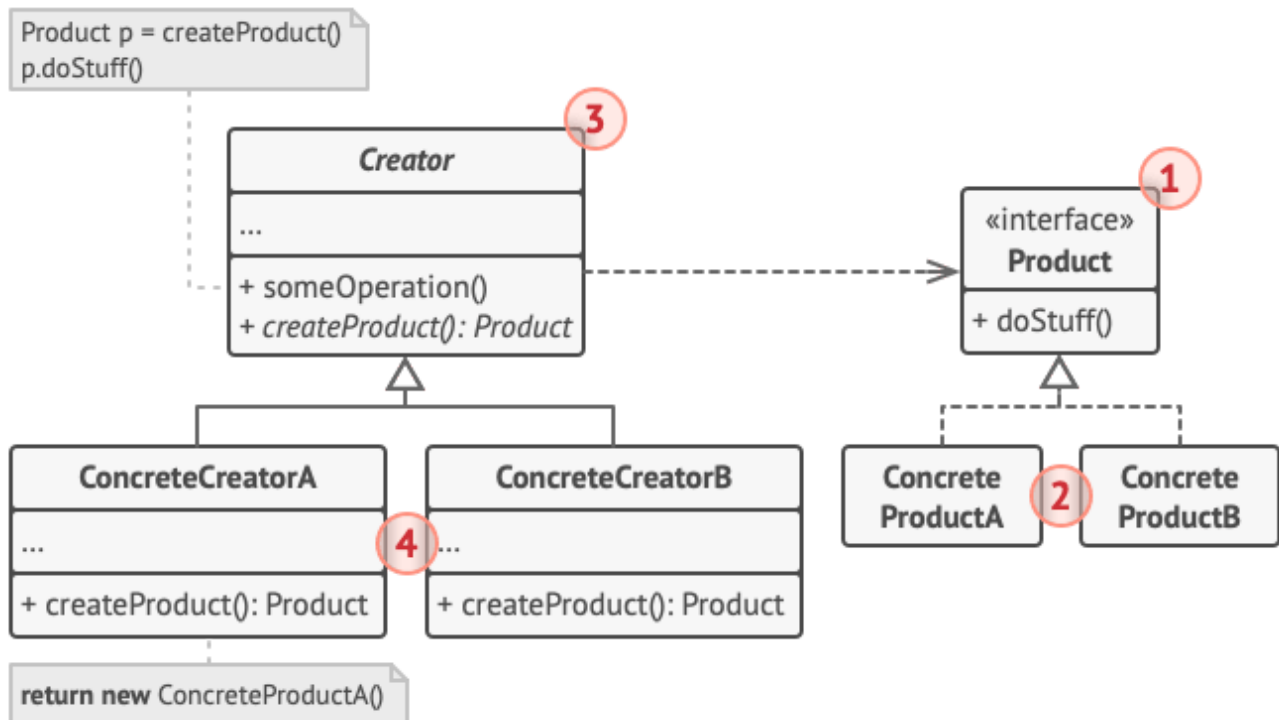 Product p = createProduct()
p.doStuff()
3
Creator
...
+ someOperation()
+ createProduct(): Product
1
«interface»
Product
+ doStuff()
ConcreteCreatorA
...
+ createProduct(): Product
4
ConcreteCreatorB
...
+ createProduct(): Product
Concrete
ProductA
2
Concrete
ProductB
return new ConcreteProductA()